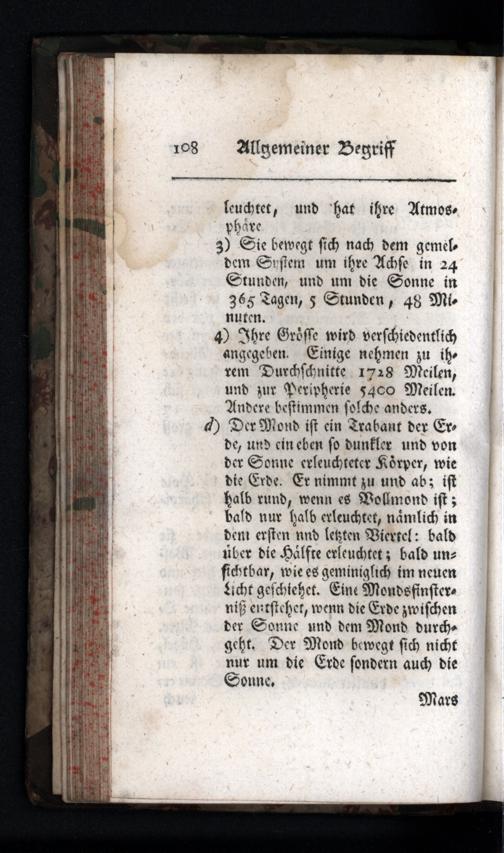 108 Allgemeiner Begriff
leuchtet, und hat ihre Atmos-
phäre
3) Sie bewegt sich nach dem gemel-
dem System um ihre Achse in 24
Stunden, und um die Sonne in
365 Tagen, 5 Stunden, 48 Mi-
nuten.
4) Ihre Grösse wird verschiedentlich
angegeben. Einige nehmen zu ih-
rem Durchschnitte 1728 Meilen,
und zur Peripherie 5400 Meilen.
Andere bestimmen solche anders.
d) Der Mond ist ein Trabant der Er-
de, und ein eben so dunkler und von
der Sonne erleuchteter Körper, wie
die Erde. Er nimmt zu und ab; ist
halb rund, wenn es Vollmond ist;
bald nur halb erleuchtet, nämlich in
dem ersten und letzten Viertel: bald
über die Hälfte erleuchtet; bald un-
sichtbar, wie es geminiglich im neuen
Licht geschiehet. Eine Mondsfinster-
niß entstehet, wenn die Erde zwischen
der Sonne und dem Mond durch-
geht. Der Mond bewegt sich nicht
nur um die Erde sondern auch die
Sonne.
Mars